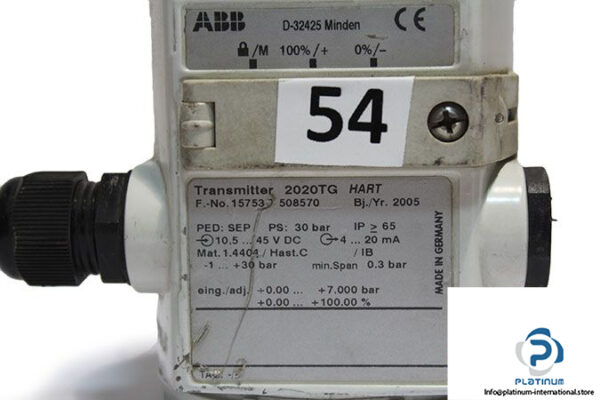 ABB D-32425 Minden CE
/M 100%/+ 0%/-
54
Transmitter 2020TG HART
F.-No. 508570 Bj./Yr. 2005
PED: SEP PS: 30 bar IP ≥ 65
10,5 ... 45 V DC 4 ... 20 mA
Mat. 1.4404 / Hast.C / IB
-1 ... +30 bar min.Span 0.3 bar
eing./adj. +0.00 ... +7.000 bar
+0.00 ... +100.00 %
MADE IN GERMANY
PLATINUM
INTERNATIONAL
Info@platinum-international.store